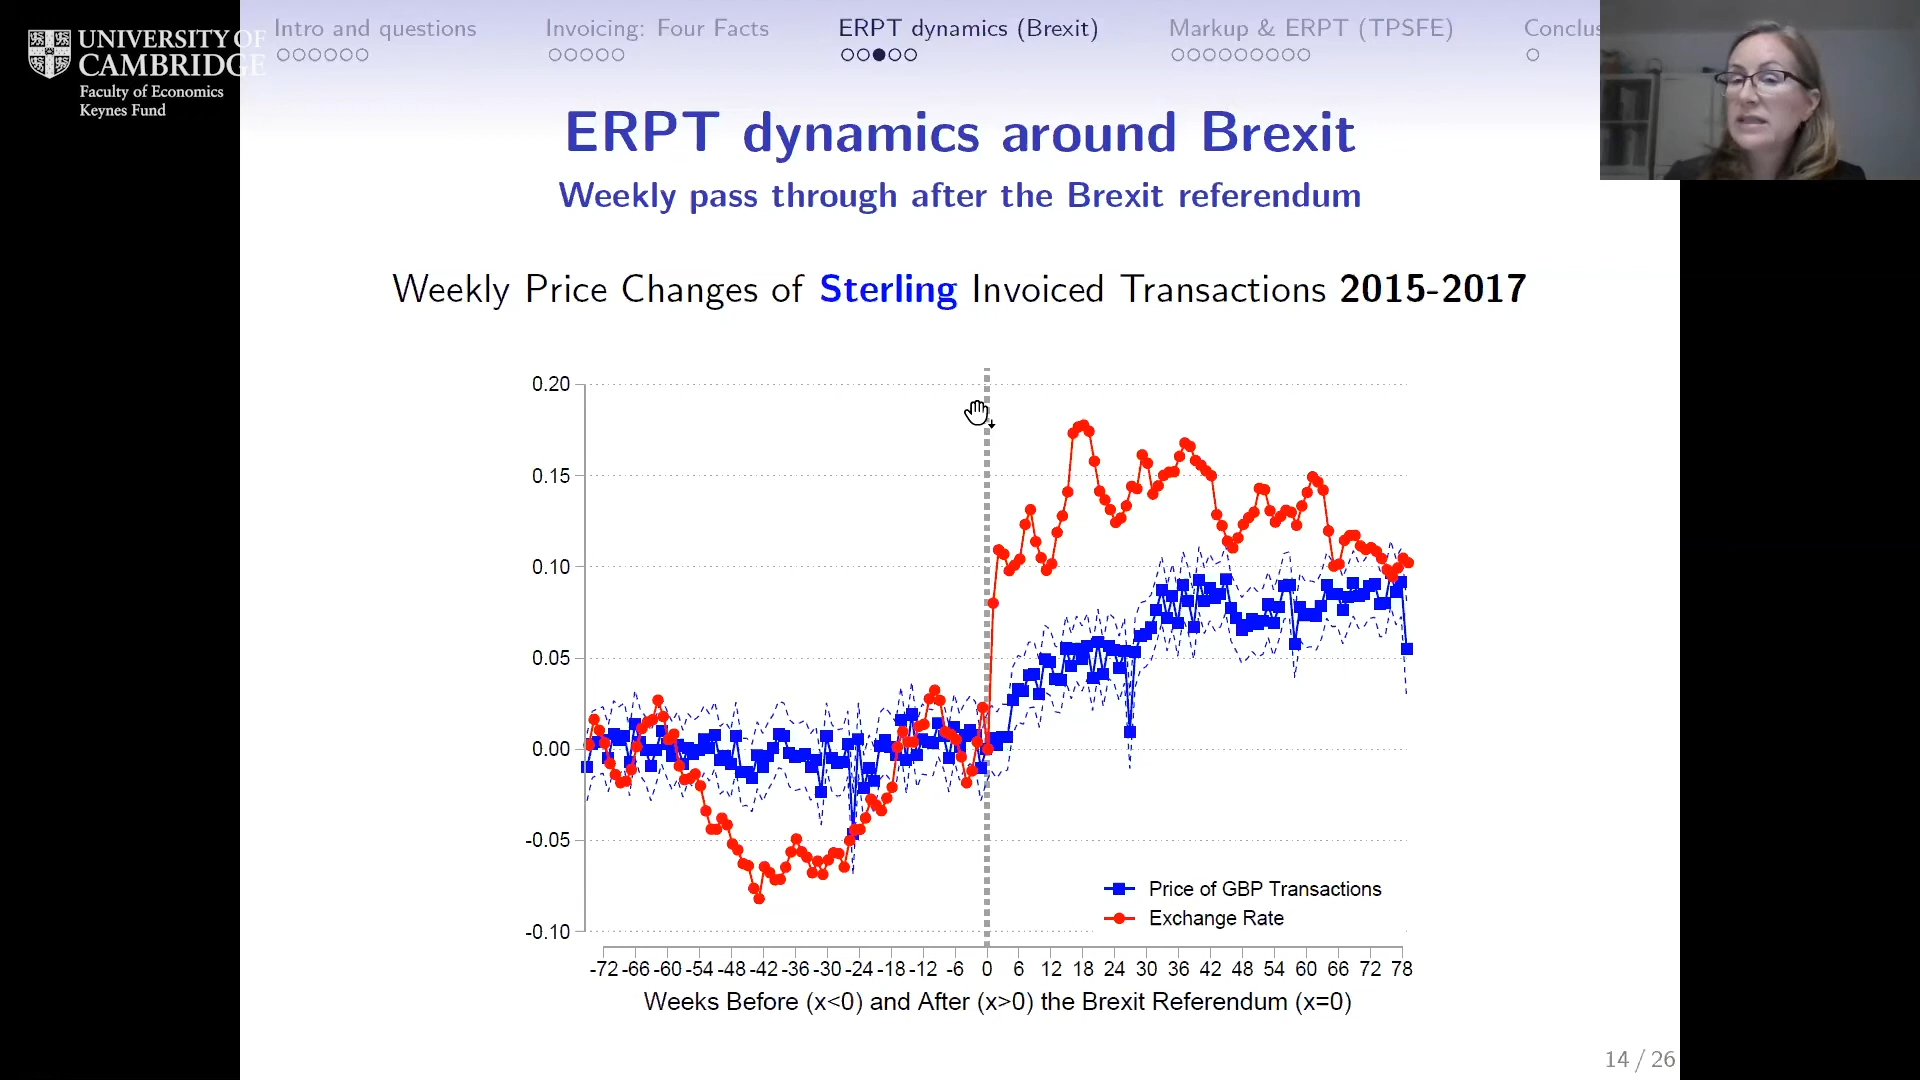 UNIVERSITY OF
CAMBRIDGE
Faculty of Economics
Keynes Fund
Intro and questions
Invoicing: Four Facts
ERPT dynamics (Brexit)
Markup & ERPT (TPSFE)
Conclus
ERPT dynamics around Brexit
Weekly pass through after the Brexit referendum
Weekly Price Changes of Sterling Invoiced Transactions 2015-2017
0.20
0.15
0.10
0.05
0.00
-0.05
-0.10
Price of GBP Transactions
Exchange Rate
-72 -66 -60 -54 -48 -42 -36 -30 -24 -18 -12 -6 0 6 12 18 24 30 36 42 48 54 60 66 72 78
Weeks Before (x<0) and After (x>0) the Brexit Referendum (x=0)
14 / 26